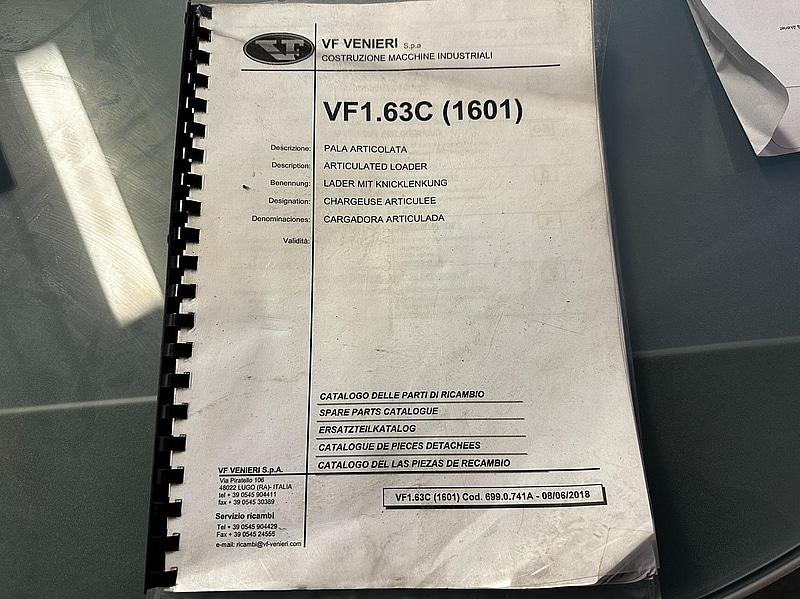 VF
VF VENIERI S.p.a
COSTRUZIONE MACCHINE INDUSTRIALI
VF1.63C (1601)
Descrizione: PALA ARTICOLATA
Description: ARTICULATED LOADER
Benennung: LADER MIT KNICKLENKUNG
Designation: CHARGEUSE ARTICULEE
Denominaciones: CARGADORA ARTICULADA
Validità:
CATALOGO DELLE PARTI DI RICAMBIO
SPARE PARTS CATALOGUE
ERSATZTEILKATALOG
CATALOGUE DE PIECES DETACHEES
CATALOGO DEL LAS PIEZAS DE RECAMBIO
VF VENIERI S.p.A.
Via Piratello 106
48022 LUGO (RA)- ITALIA
tel + 39 0545 904411
fax + 39 0545 30389
Servizio ricambi
Tel + 39 0545 904429
Fax + 39 0545 24555
e-mail: ricambi@vf-venieri.com
VF1.63C (1601) Cod. 699.0.741A - 08/06/2018